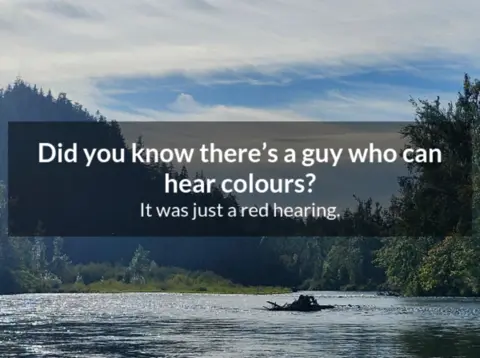 Did you know there's a guy who can
hear colours?
It was just a red hearing.